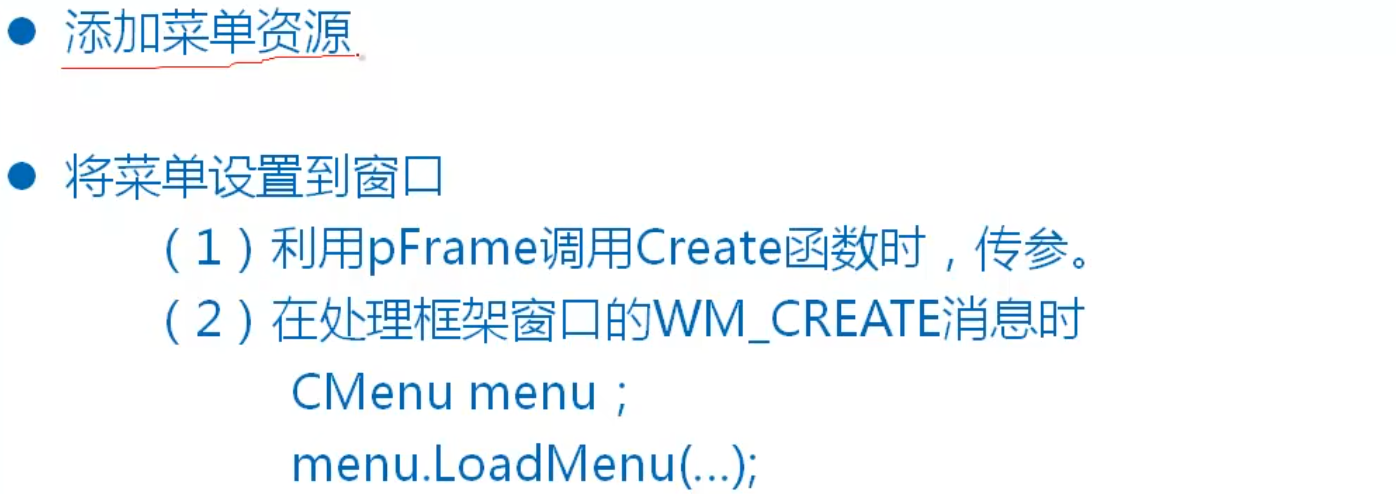 ● 添加菜单资源
● 将菜单设置到窗口
（1）利用pFrame调用Create函数时，传参。
（2）在处理框架窗口的WM_CREATE消息时
CMenu menu；
menu.LoadMenu(...);